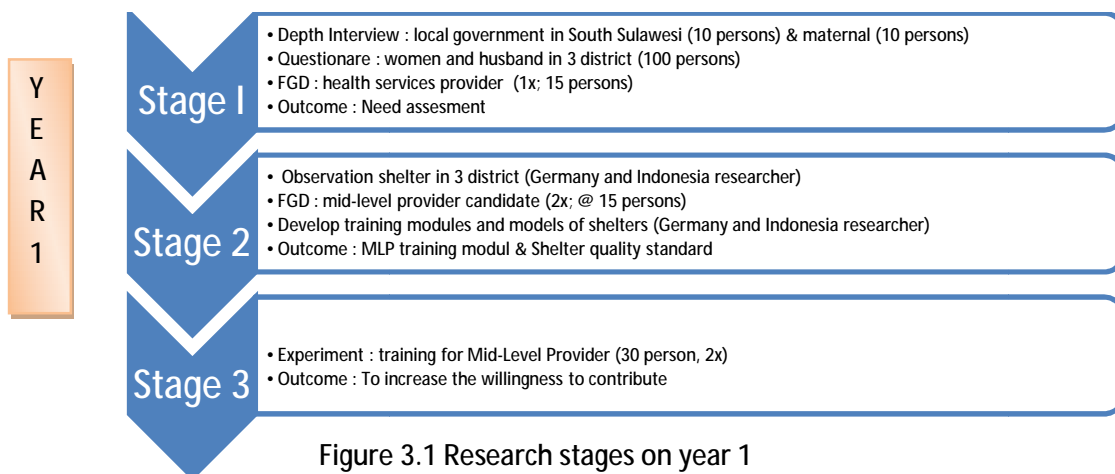 YEAR1
Stage I
• Depth Interview : local government in South Sulawesi (10 persons) & maternal (10 persons)
• Questionare : women and husband in 3 district (100 persons)
• FGD : health services provider (1x; 15 persons)
• Outcome : Need assesment
Stage 2
• Observation shelter in 3 district (Germany and Indonesia researcher)
• FGD : mid-level provider candidate (2x; @ 15 persons)
• Develop training modules and models of shelters (Germany and Indonesia researcher)
• Outcome : MLP training modul & Shelter quality standard
Stage 3
• Experiment : training for Mid-Level Provider (30 person, 2x)
• Outcome : To increase the willingness to contribute
Figure 3.1 Research stages on year 1